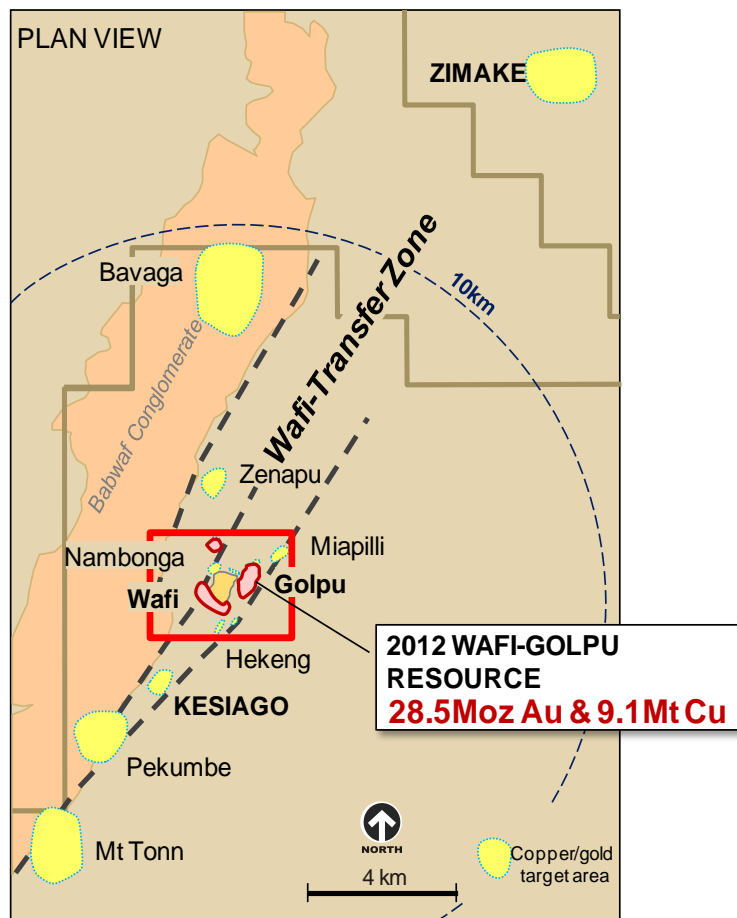 PLAN VIEW
ZIMAKE
Bavaga
Wafi-Transfer Zone
10km
Babwaf Conglomerate
Zenapu
Nambonga
Miapilli
Wafi
Golpu
Hekeng
2012 WAFI-GOLPU
RESOURCE
28.5Moz Au & 9.1Mt Cu
KESIAGO
Pekumbe
Mt Tonn
NORTH
4 km
Copper/gold
target area